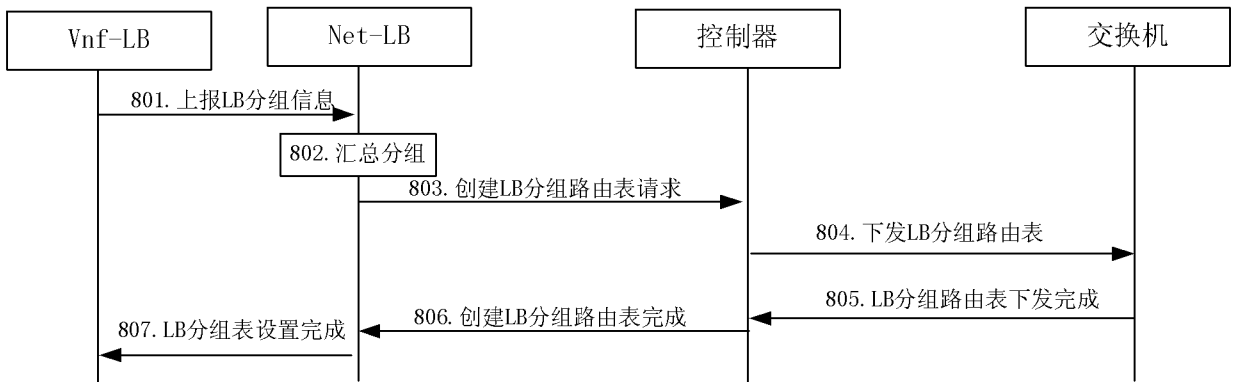 Vnf-LB
Net-LB
控制器
交换机
801.上报LB分组信息
802.汇总分组
803.创建LB分组路由表请求
804.下发LB分组路由表
805.LB分组路由表下发完成
806.创建LB分组路由表完成
807.LB分组表设置完成